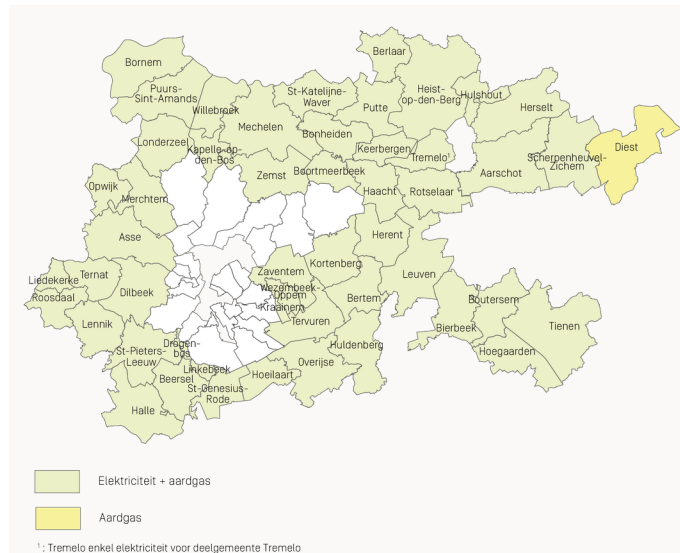 Berlaar
Bornem
Puurs-
Sint-Amands
St-Katelijne-
Waver
Heist-
op-den-Berg
Hulshout
Willebroek
Putte
Herselt
Mechelen
Bonheiden
Londerzeel
Kapelle-op-
den-Bos
Keerbergen
Tremelo¹
Diest
Scherpenheuvel-
Zichem
Zemst
Boortmeerbeek
Aarschot
Opwijk
Haacht
Rotselaar
Merchtem
Asse
Herent
Zaventem
Kortenberg
Leuven
Liedekerke
Ternat
Wezembeek-
Oppem
Roosdaal
Dilbeek
Bertem
Boutersem
Kraainem
Lennik
Tervuren
Bierbeek
Tienen
Drogen-
bos
Huldenberg
St-Pieters-
Leeuw
Hoegaarden
Linkebeek
Overijse
Beersel
Hoeilaart
St-Genesius-
Rode
Halle
Elektriciteit + aardgas
Aardgas
¹ : Tremelo enkel elektriciteit voor deelgemeente Tremelo